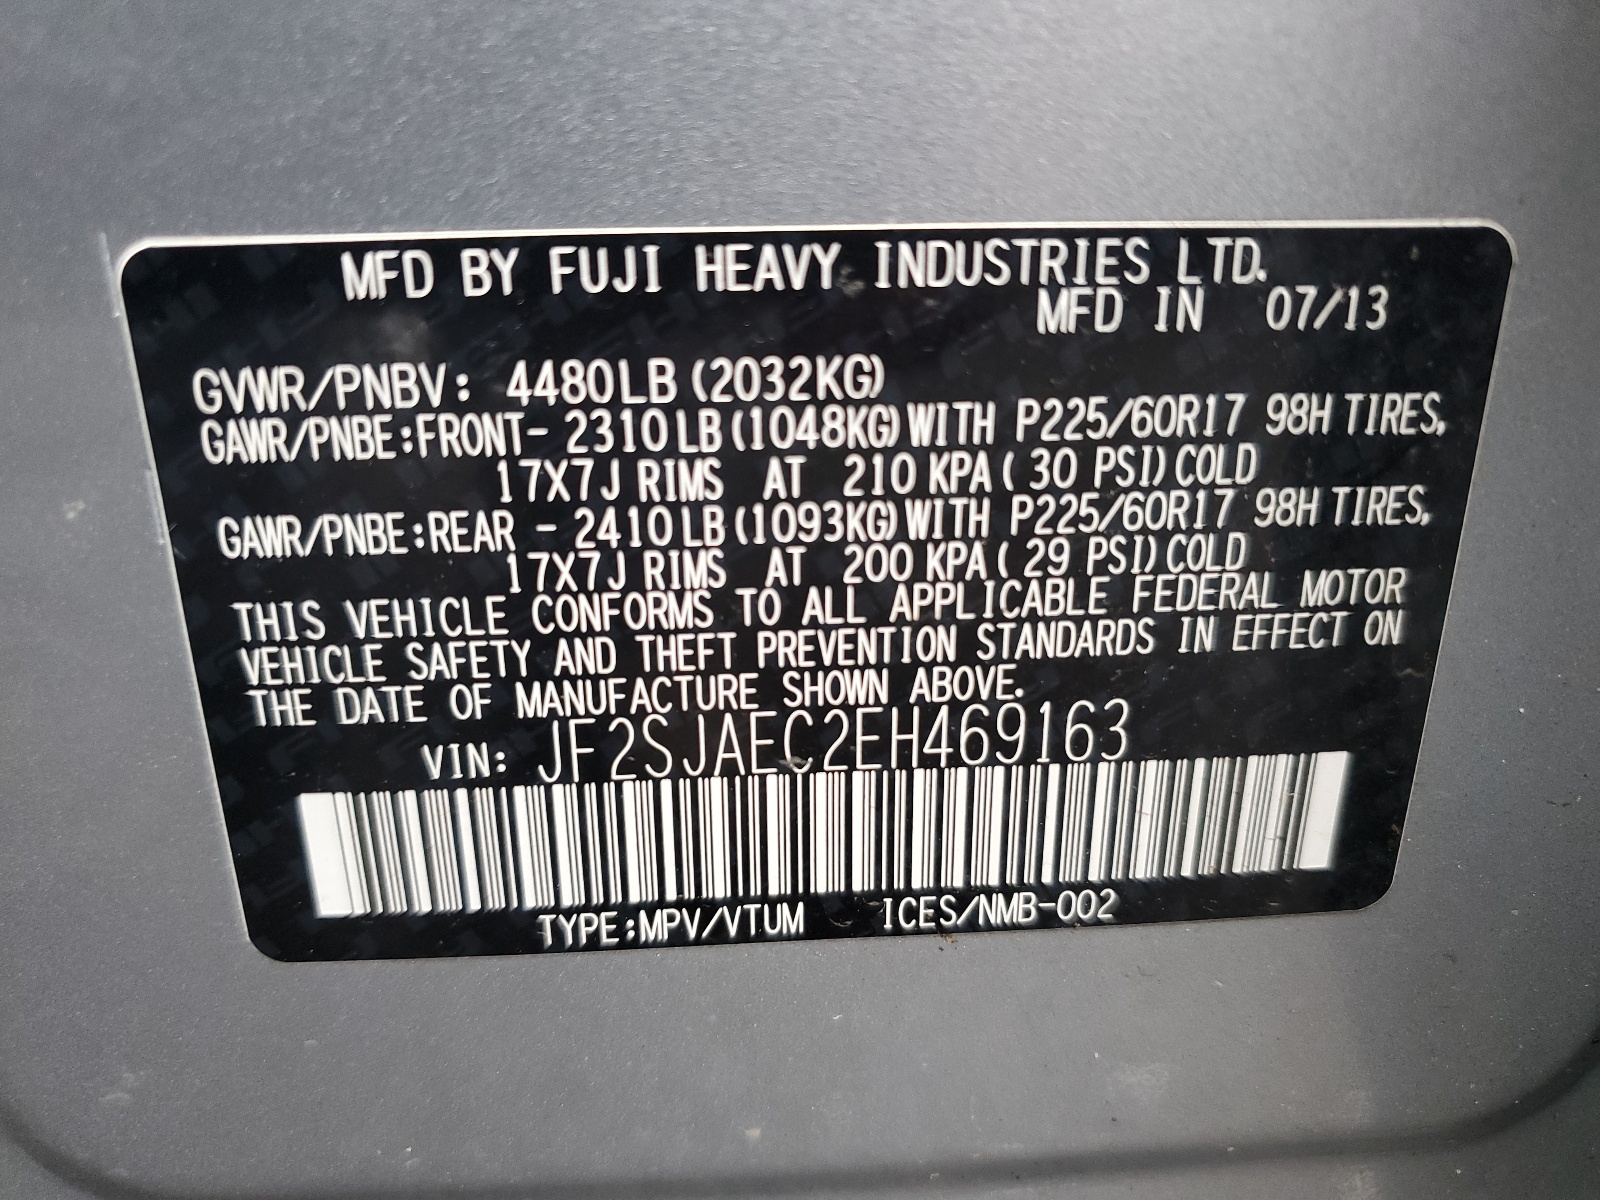 MFD BY FUJI HEAVY INDUSTRIES LTD.
MFD IN 07/13
GVWR/PNBV: 4480LB (2032KG)
GAWR/PNBE:FRONT- 2310LB (1048KG) WITH P225/60R17 98H TIRES,
17X7J RIMS AT 210 KPA ( 30 PSI) COLD
GAWR/PNBE:REAR - 2410LB (1093KG) WITH P225/60R17 98H TIRES,
17X7J RIMS AT 200 KPA ( 29 PSI) COLD
THIS VEHICLE CONFORMS TO ALL APPLICABLE FEDERAL MOTOR
VEHICLE SAFETY AND THEFT PREVENTION STANDARDS IN EFFECT ON
THE DATE OF MANUFACTURE SHOWN ABOVE.
VIN: JF2SJAEC2EH469163
TYPE:MPV/VTUM ICES/NMB-002